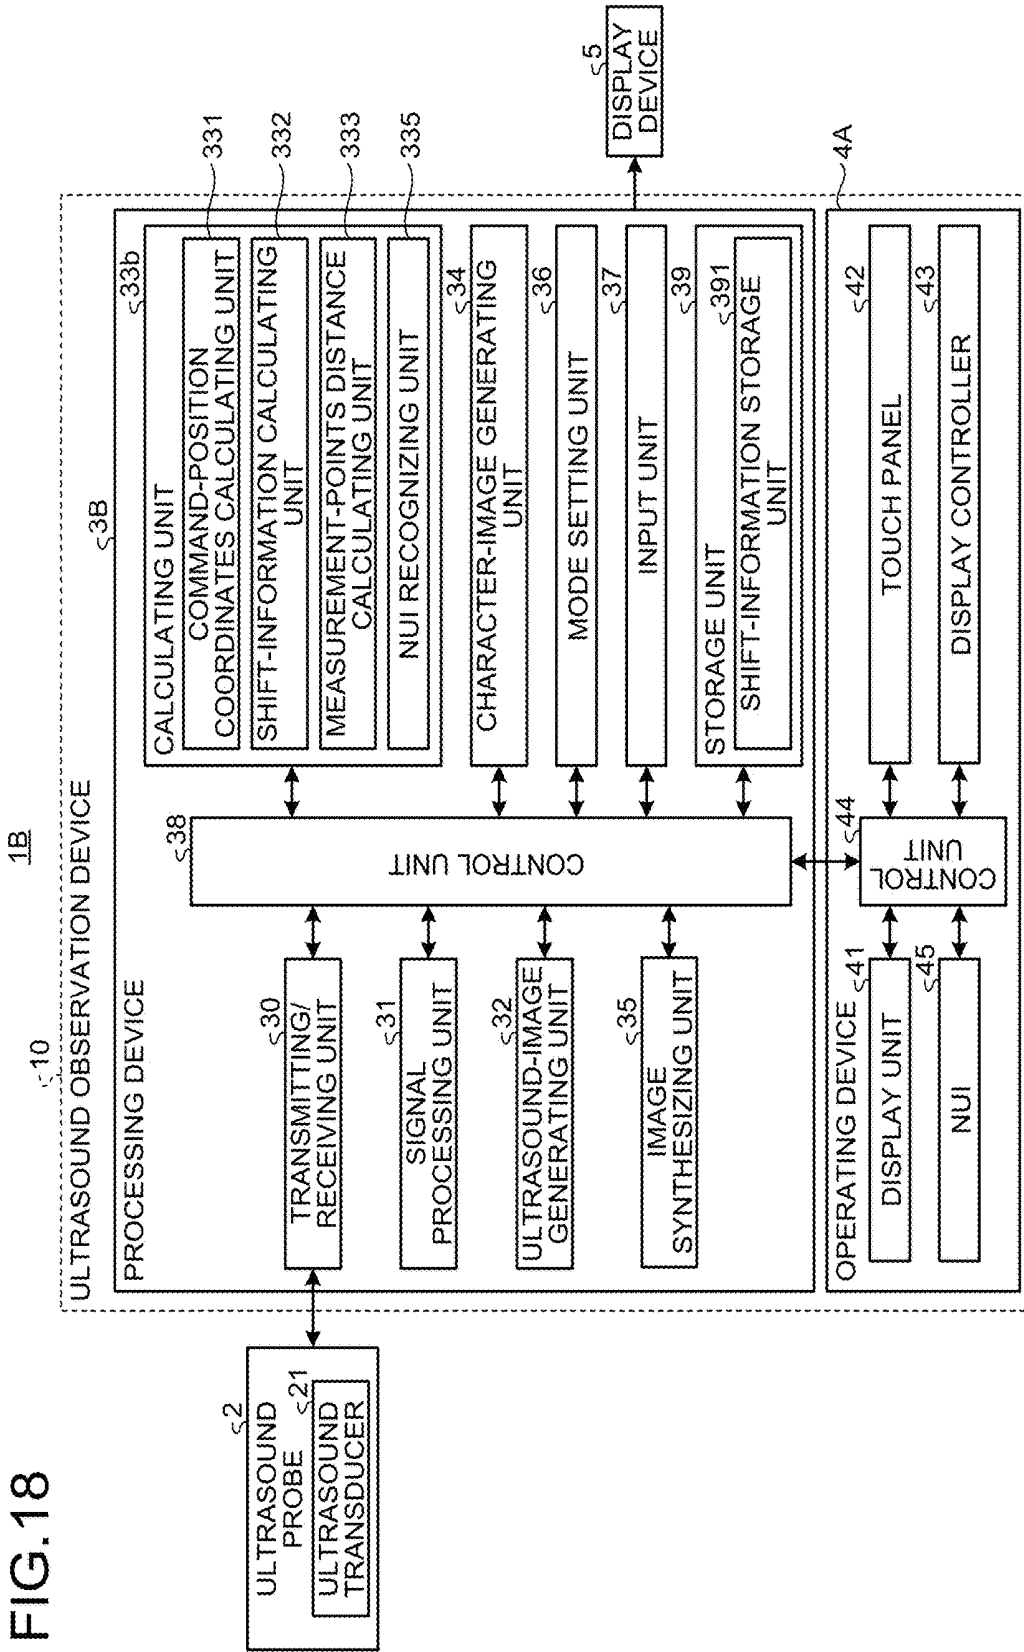 FIG.18
1B
10
ULTRASOUND OBSERVATION DEVICE
3B
PROCESSING DEVICE
2
ULTRASOUND
PROBE
21
ULTRASOUND
TRANSDUCER
30
TRANSMITTING/
RECEIVING UNIT
31
SIGNAL
PROCESSING UNIT
32
ULTRASOUND-IMAGE
GENERATING UNIT
35
IMAGE
SYNTHESIZING UNIT
38
CONTROL UNIT
33b
CALCULATING UNIT
COMMAND-POSITION
COORDINATES CALCULATING UNIT
331
SHIFT-INFORMATION CALCULATING
UNIT
332
MEASUREMENT-POINTS DISTANCE
CALCULATING UNIT
333
NUI RECOGNIZING UNIT
335
34
CHARACTER-IMAGE GENERATING
UNIT
36
MODE SETTING UNIT
37
INPUT UNIT
39
STORAGE UNIT
391
SHIFT-INFORMATION STORAGE
UNIT
5
DISPLAY
DEVICE
4A
OPERATING DEVICE
41
DISPLAY UNIT
45
NUI
44
CONTROL
UNIT
42
TOUCH PANEL
43
DISPLAY CONTROLLER